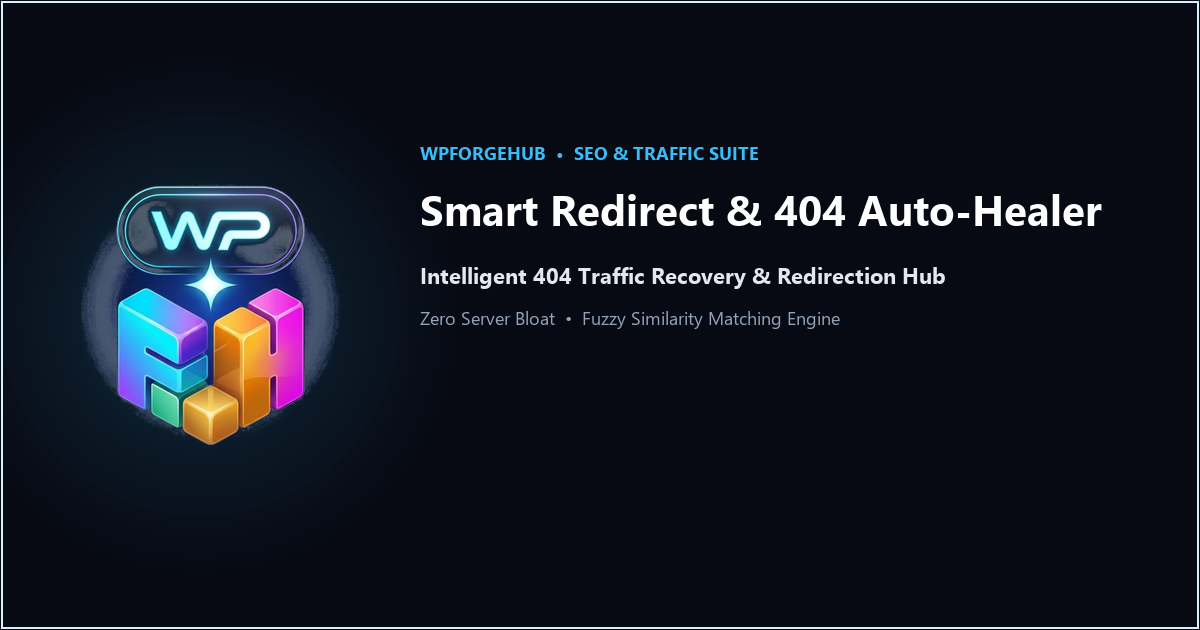 WP
FH
WPFORGEHUB • SEO & TRAFFIC SUITE
Smart Redirect & 404 Auto-Healer
Intelligent 404 Traffic Recovery & Redirection Hub
Zero Server Bloat • Fuzzy Similarity Matching Engine